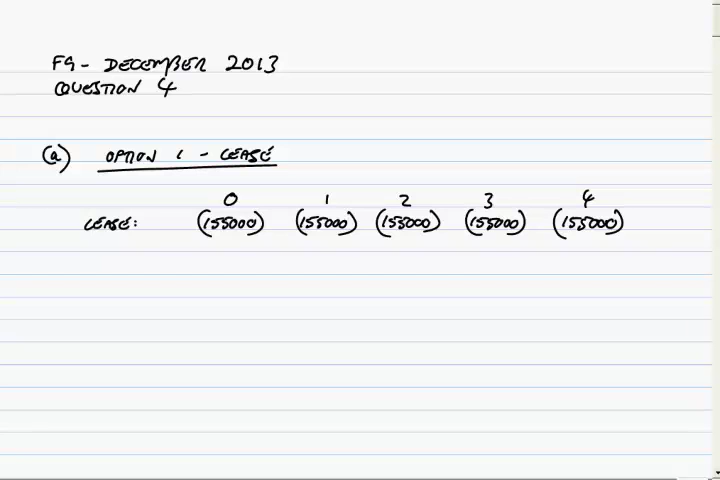 F9 - DECEMBER 2013
QUESTION 4
(a) OPTION 1 - LEASE
0 1 2 3 4
LEASE: (155000) (155000) (155000) (155000) (155000)